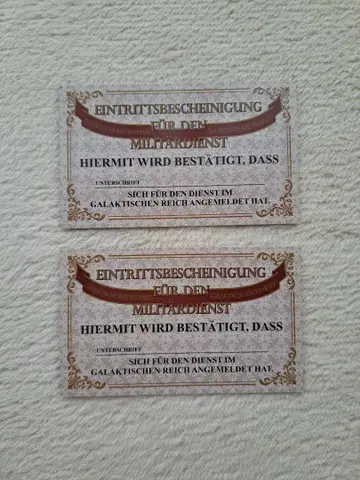 EINTRITTSBESCHEINIGUNG
FÜR DEN
MILITÄRDIENST
HIERMIT WIRD BESTÄTIGT, DASS
UNTERSCHRIFT
SICH FÜR DEN DIENST IM
GALAKTISCHEN REICH ANGEMELDET HAT.
EINTRITTSBESCHEINIGUNG
FÜR DEN
MILITÄRDIENST
HIERMIT WIRD BESTÄTIGT, DASS
UNTERSCHRIFT
SICH FÜR DEN DIENST IM
GALAKTISCHEN REICH ANGEMELDET HAT.